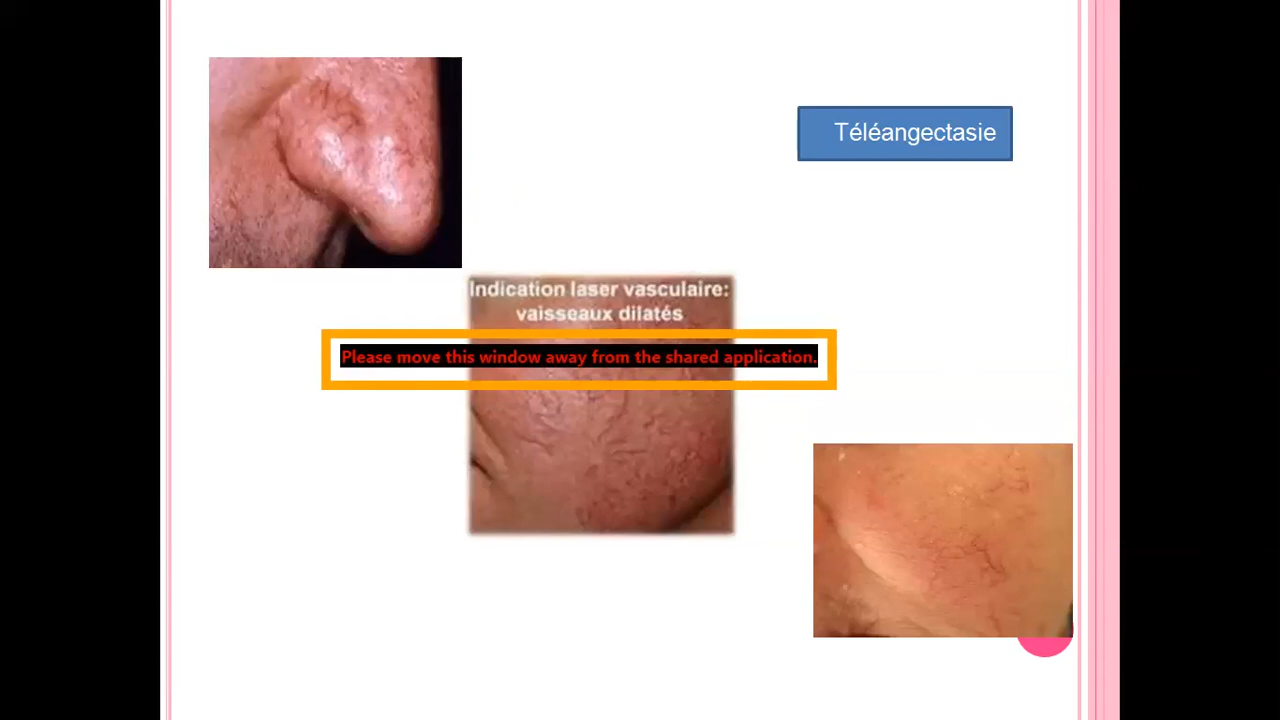 Téléangectasie
Indication laser vasculaire:
vaisseaux dilatés
Please move this window away from the shared application.